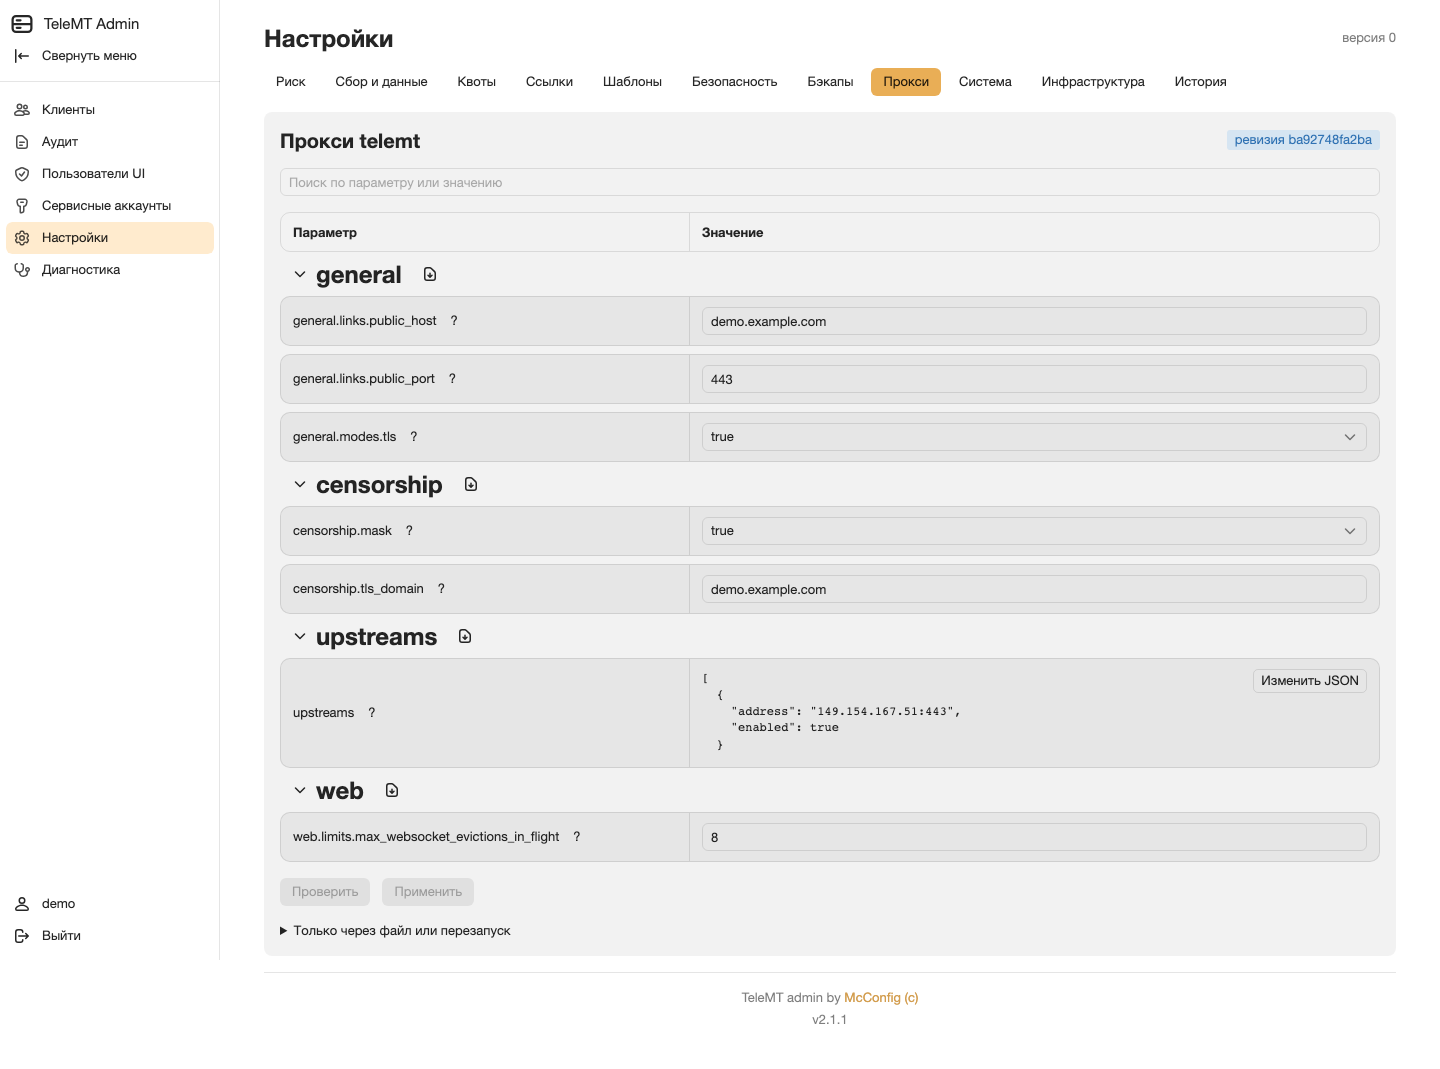 TeleMT Admin
Свернуть меню
Клиенты
Аудит
Пользователи UI
Сервисные аккаунты
Настройки
Диагностика
demo
Выйти
Настройки
версия 0
Риск Сбор и данные Квоты Ссылки Шаблоны Безопасность Бэкапы Прокси Система Инфраструктура История
Прокси telemt
ревизия ba92748fa2ba
Поиск по параметру или значению
Параметр Значение
general
general.links.public_host ? demo.example.com
general.links.public_port ? 443
general.modes.tls ? true
censorship
censorship.mask ? true
censorship.tls_domain ? demo.example.com
upstreams
upstreams ?
[
{
"address": "149.154.167.51:443",
"enabled": true
}
Изменить JSON
web
web.limits.max_websocket_evictions_in_flight ? 8
Проверить Применить
Только через файл или перезапуск
TeleMT admin by McConfig (c)
v2.1.1